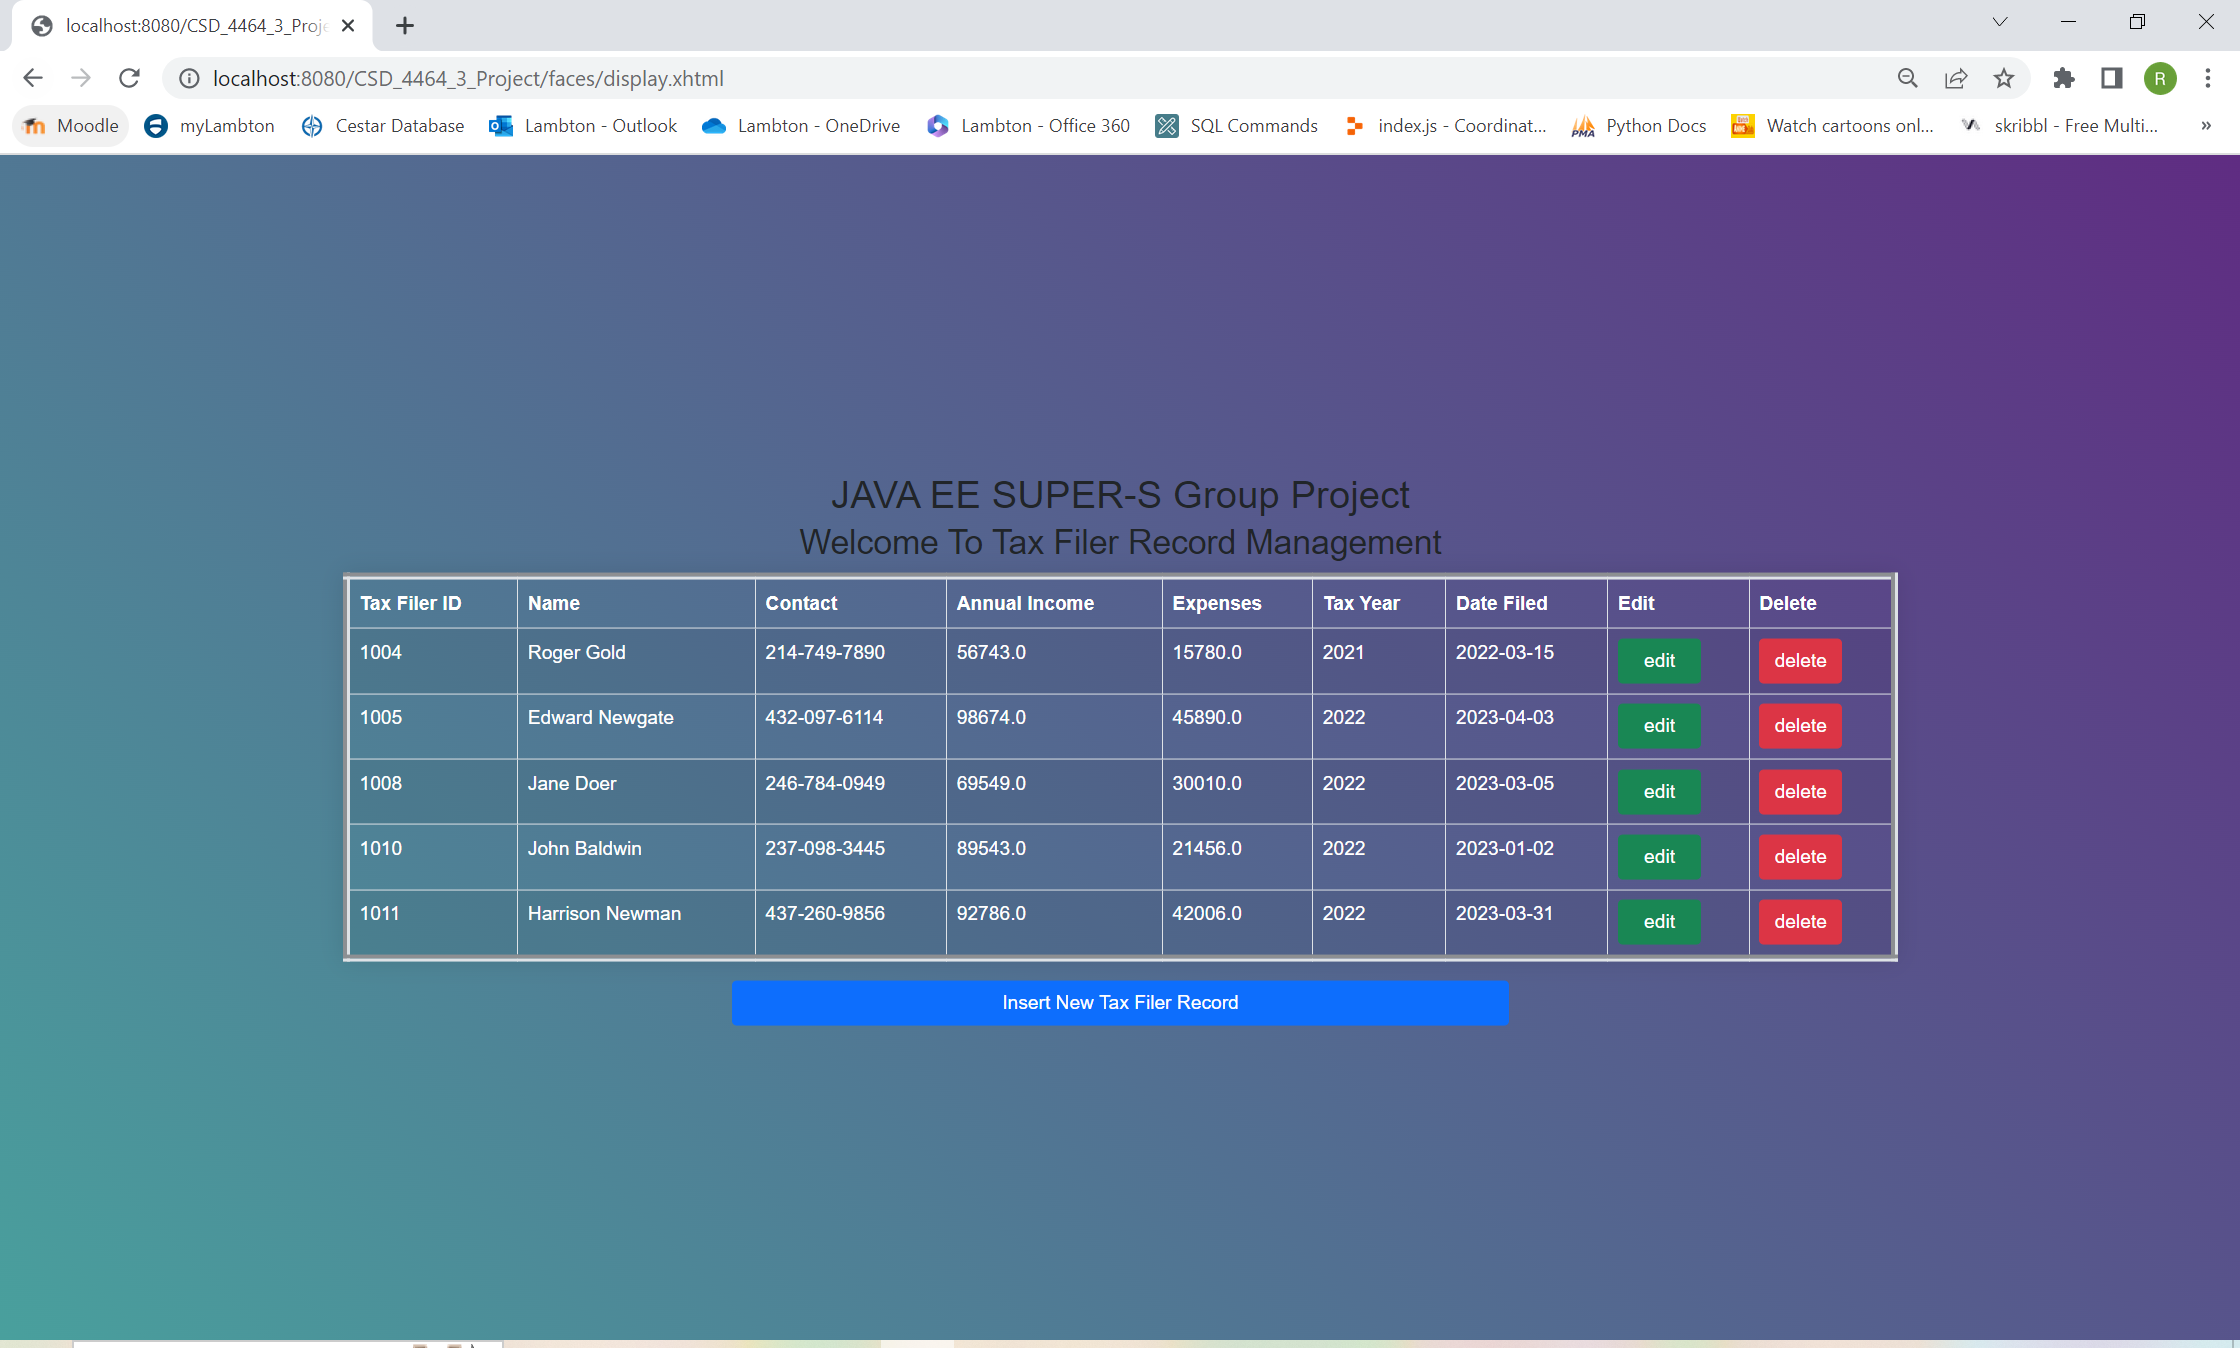 localhost:8080/CSD_4464_3_Proje
localhost:8080/CSD_4464_3_Project/faces/display.xhtml
R
Moodle myLambton Cestar Database Lambton - Outlook Lambton - OneDrive Lambton - Office 360 SQL Commands index.js - Coordinat... PMA Python Docs Watch cartoons onl... skribbl - Free Multi... »
JAVA EE SUPER-S Group Project
Welcome To Tax Filer Record Management
Tax Filer ID Name Contact Annual Income Expenses Tax Year Date Filed Edit Delete
1004 Roger Gold 214-749-7890 56743.0 15780.0 2021 2022-03-15 edit delete
1005 Edward Newgate 432-097-6114 98674.0 45890.0 2022 2023-04-03 edit delete
1008 Jane Doer 246-784-0949 69549.0 30010.0 2022 2023-03-05 edit delete
1010 John Baldwin 237-098-3445 89543.0 21456.0 2022 2023-01-02 edit delete
1011 Harrison Newman 437-260-9856 92786.0 42006.0 2022 2023-03-31 edit delete
Insert New Tax Filer Record